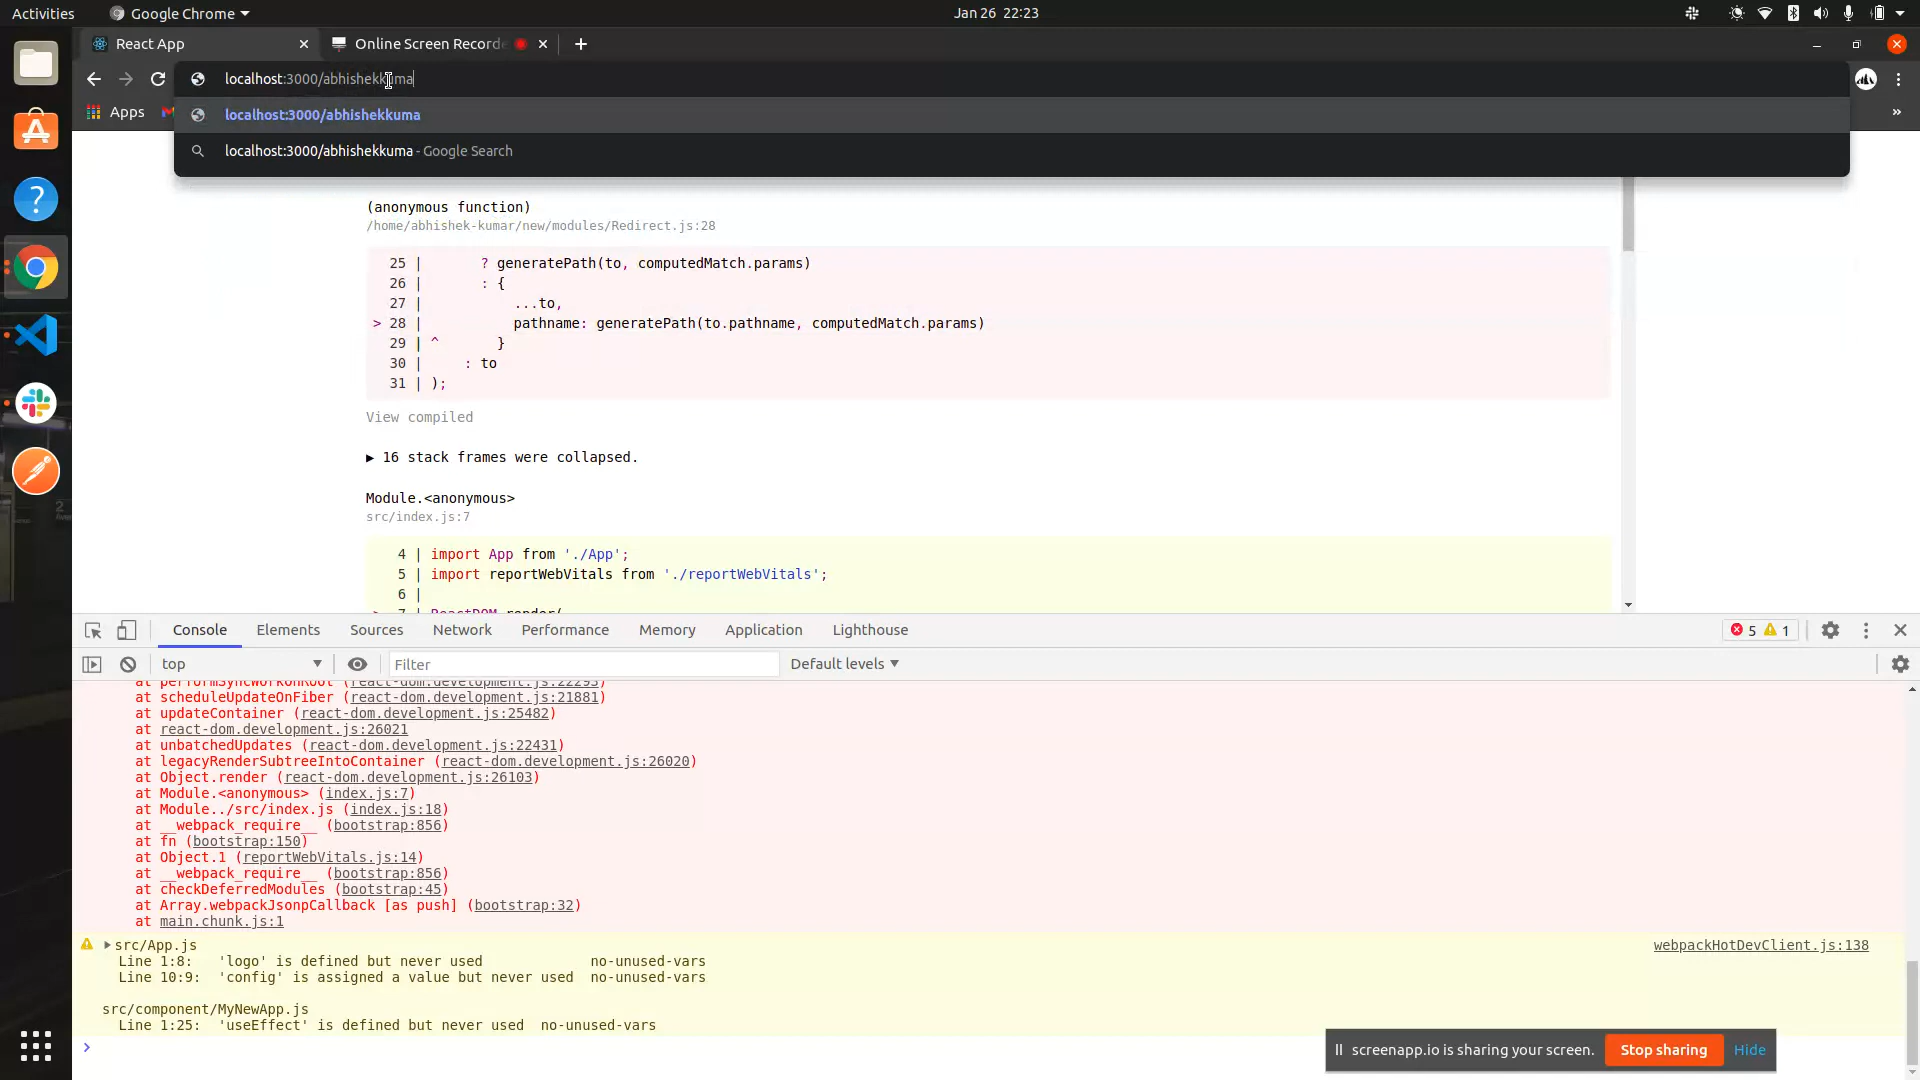 Activities
Google Chrome
Jan 26 22:23
React App
Online Screen Recorde
localhost:3000/abhishekkuma
Apps
localhost:3000/abhishekkuma
localhost:3000/abhishekkuma - Google Search
(anonymous function)
/home/abhishek-kumar/new/modules/Redirect.js:28
25 | ? generatePath(to, computedMatch.params)
26 | : {
27 | ...to,
> 28 | pathname: generatePath(to.pathname, computedMatch.params)
29 | ^ }
30 | : to
31 | );
View compiled
▶ 16 stack frames were collapsed.
Module.<anonymous>
src/index.js:7
4 | import App from './App';
5 | import reportWebVitals from './reportWebVitals';
6 |
> 7 | ReactDOM.render(
Console
Elements
Sources
Network
Performance
Memory
Application
Lighthouse
5
1
top
Filter
Default levels
at performSyncWorkOnRoot (react-dom.development.js:22293)
at scheduleUpdateOnFiber (react-dom.development.js:21881)
at updateContainer (react-dom.development.js:25482)
at react-dom.development.js:26021
at unbatchedUpdates (react-dom.development.js:22431)
at legacyRenderSubtreeIntoContainer (react-dom.development.js:26020)
at Object.render (react-dom.development.js:26103)
at Module.<anonymous> (index.js:7)
at Module../src/index.js (index.js:18)
at __webpack_require__ (bootstrap:856)
at fn (bootstrap:150)
at Object.1 (reportWebVitals.js:14)
at __webpack_require__ (bootstrap:856)
at checkDeferredModules (bootstrap:45)
at Array.webpackJsonpCallback [as push] (bootstrap:32)
at main.chunk.js:1
src/App.js
webpackHotDevClient.js:138
Line 1:8: 'logo' is defined but never used no-unused-vars
Line 10:9: 'config' is assigned a value but never used no-unused-vars
src/component/MyNewApp.js
Line 1:25: 'useEffect' is defined but never used no-unused-vars
screenapp.io is sharing your screen.
Stop sharing
Hide